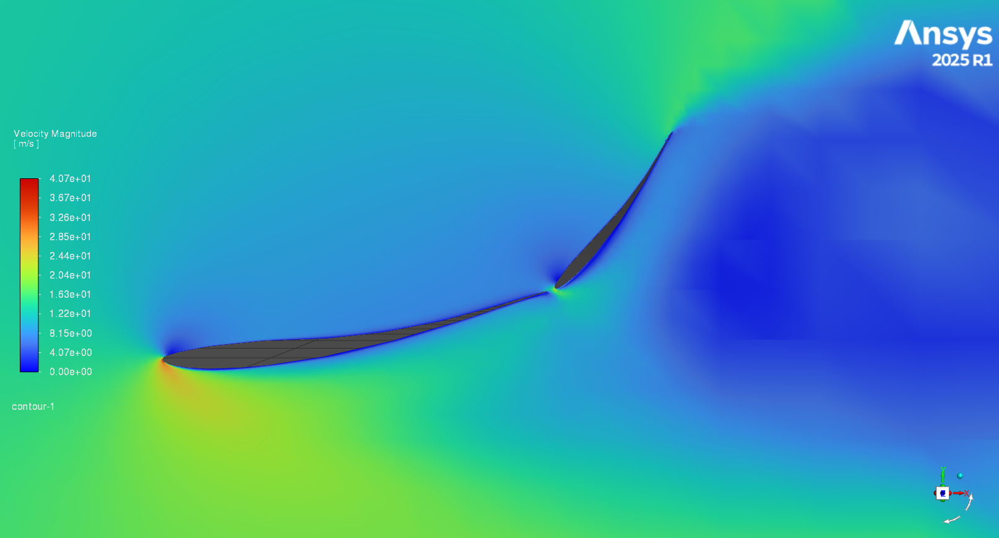 Ansys
2025 R1
Velocity Magnitude
[ m/s ]
4.07e+01
3.67e+01
3.26e+01
2.85e+01
2.44e+01
2.04e+01
1.63e+01
1.22e+01
8.15e+00
4.07e+00
0.00e+00
contour-1
Y
Z
X